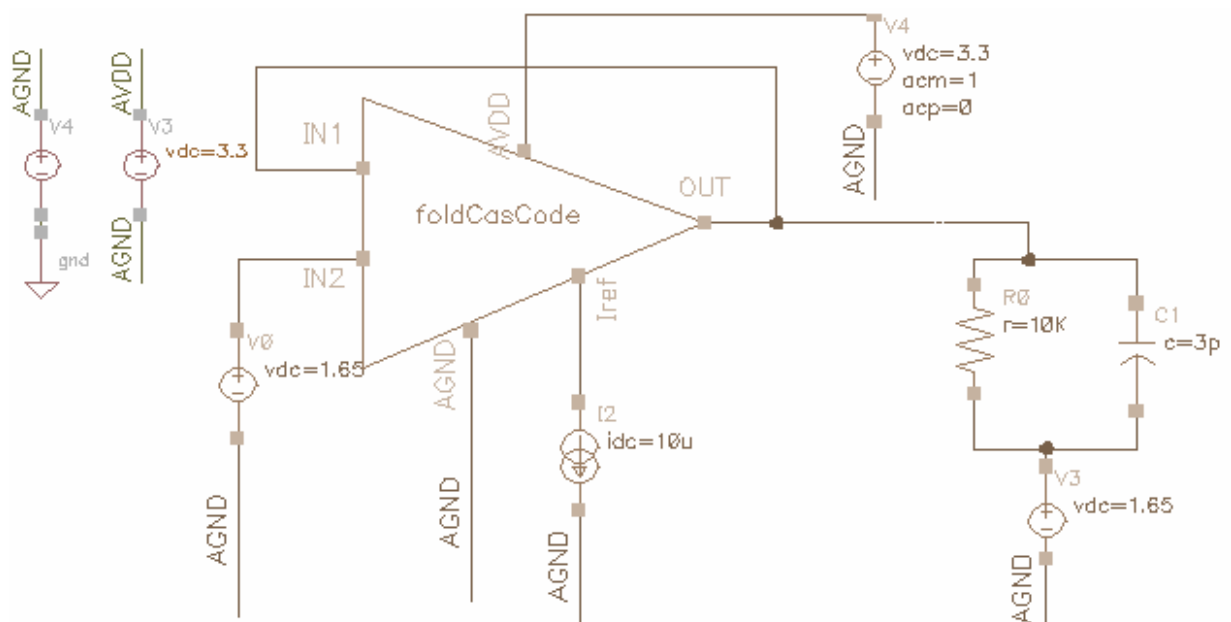 AGND
V4
gnd
AVDD
V3
vdc=3.3
AGND
IN1
IN2
AVDD
foldCasCode
OUT
Iref
AGND
V4
vdc=3.3
acm=1
acp=0
AGND
V0
vdc=1.65
AGND
AGND
I2
idc=10u
AGND
R0
r=10K
C1
c=3p
V3
vdc=1.65
AGND